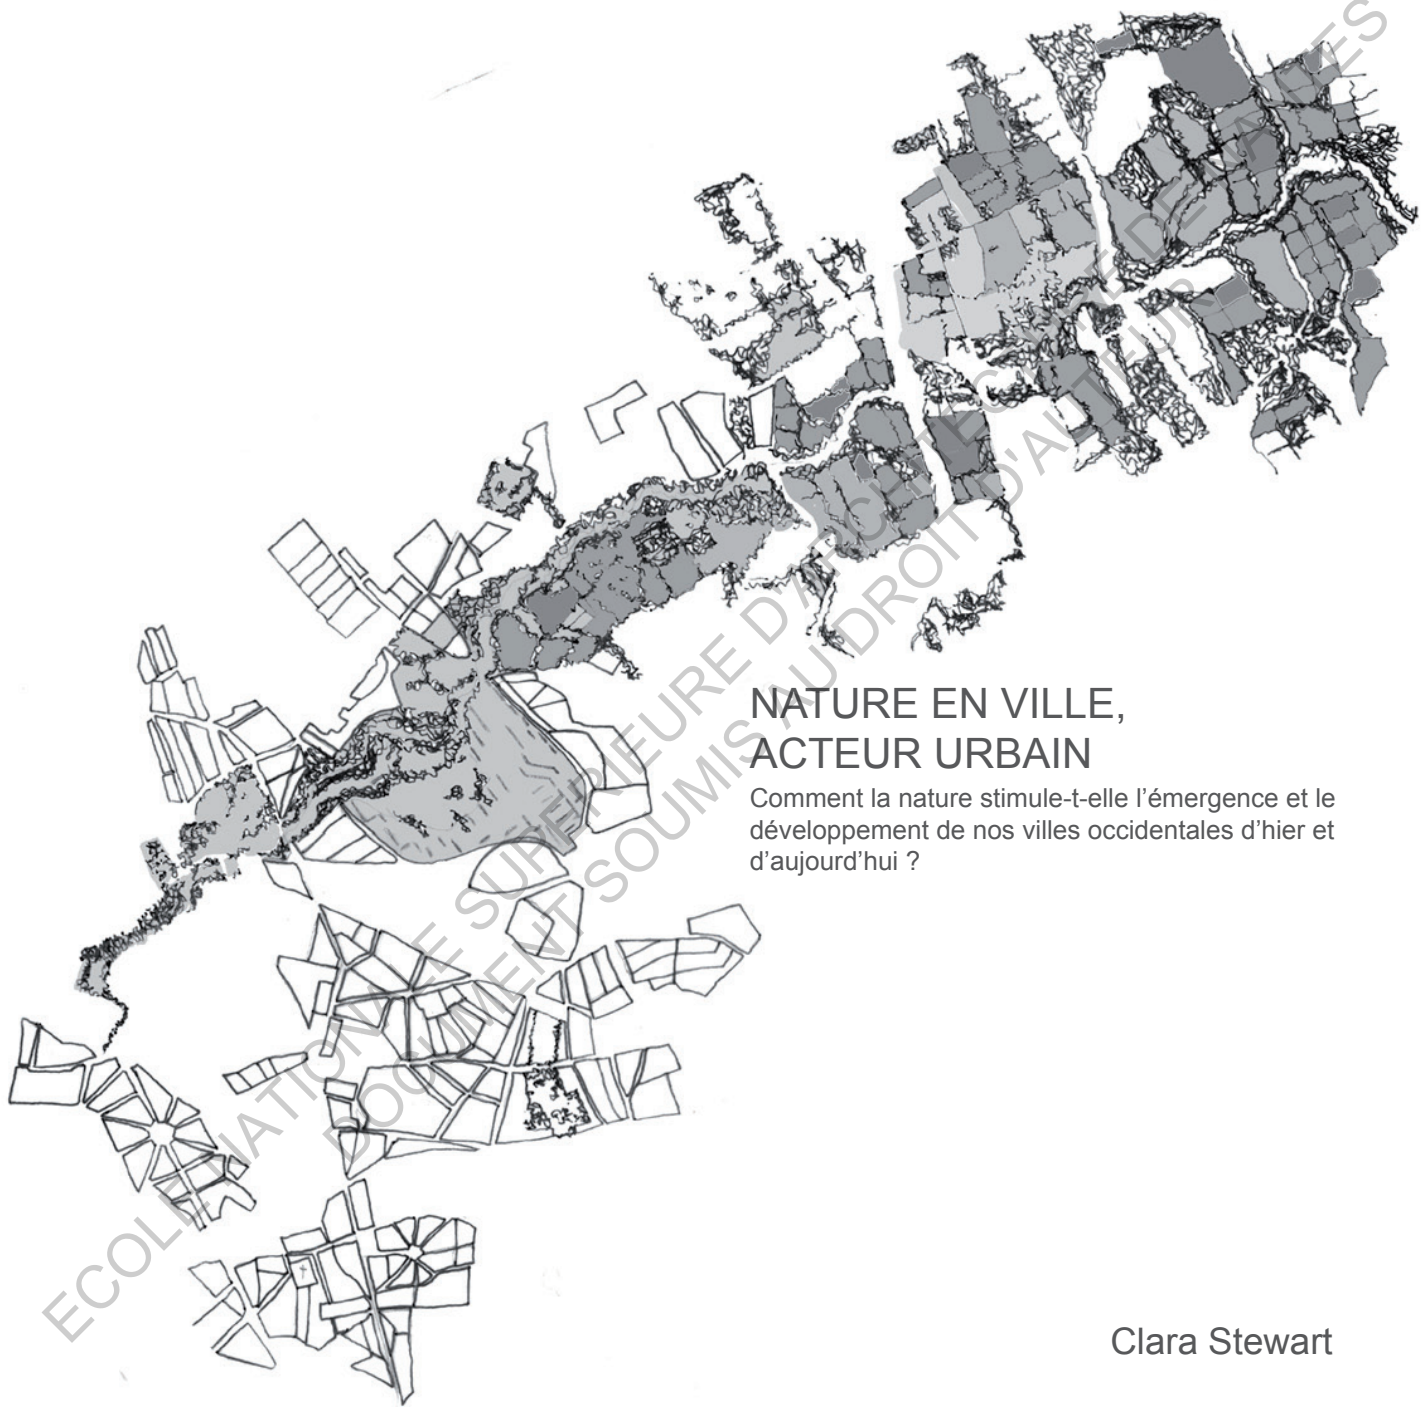 NATURE EN VILLE,
ACTEUR URBAIN
Comment la nature stimule-t-elle l’émergence et le
développement de nos villes occidentales d’hier et
d’aujourd’hui ?
Clara Stewart
ECOLE NATIONALE SUPERIEURE D'ARCHITECTURE DE NANTES
DOCUMENT SOUMIS AU DROIT D'AUTEUR